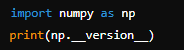 import numpy as np
print(np.__version__)